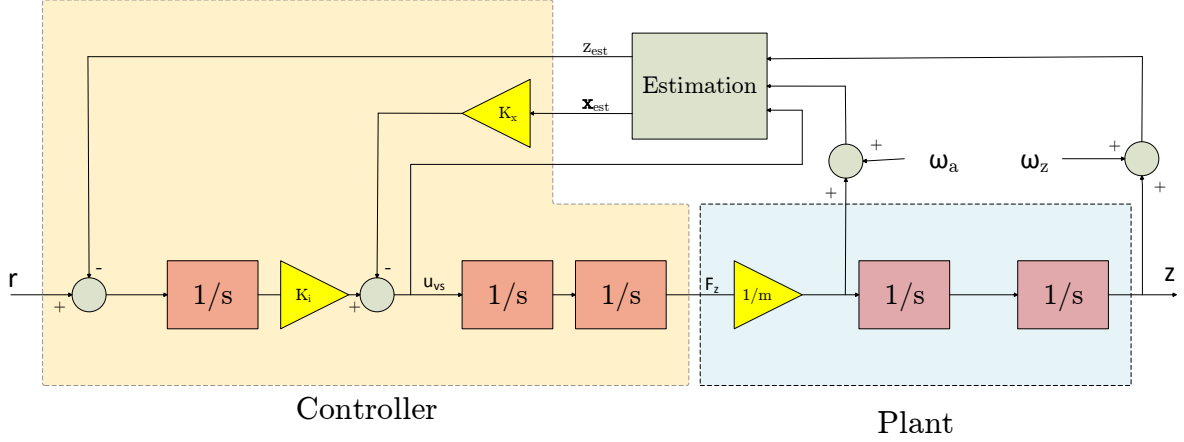 z_est
Estimation
K_x
x_est
+
+
ω_a
ω_z
+
+
+
r
-
-
z
+
1/s
K_i
+
u_vs
1/s
1/s
F_z
1/m
1/s
1/s
Controller
Plant